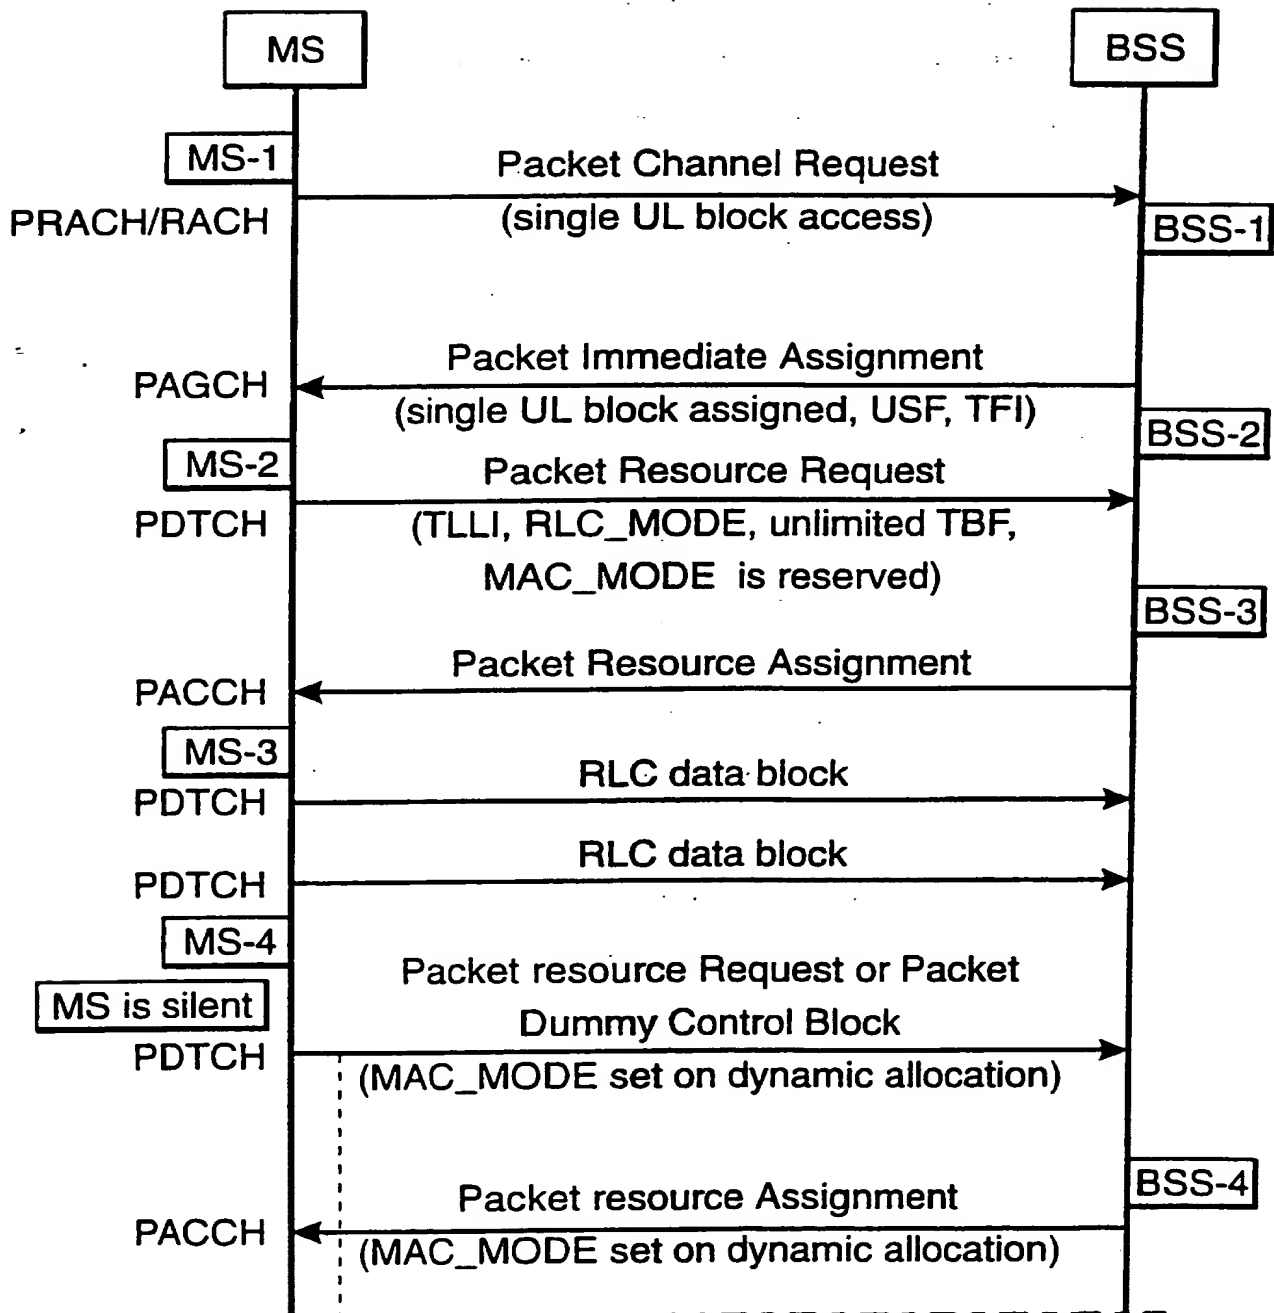 MS
BSS
MS-1
Packet Channel Request
PRACH/RACH
(single UL block access)
BSS-1
Packet Immediate Assignment
PAGCH
(single UL block assigned, USF, TFI)
BSS-2
MS-2
Packet Resource Request
PDTCH
(TLLI, RLC_MODE, unlimited TBF,
MAC_MODE is reserved)
BSS-3
Packet Resource Assignment
PACCH
MS-3
RLC data block
PDTCH
RLC data block
PDTCH
MS-4
Packet resource Request or Packet
MS is silent
Dummy Control Block
PDTCH
(MAC_MODE set on dynamic allocation)
BSS-4
Packet resource Assignment
PACCH
(MAC_MODE set on dynamic allocation)